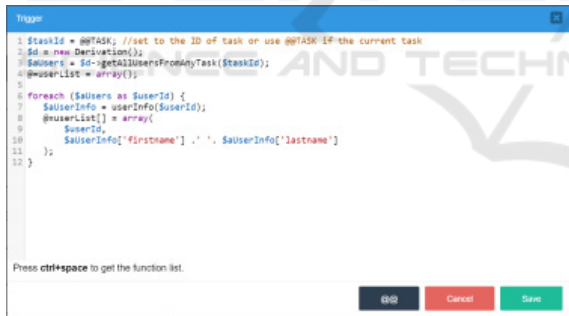 Trigger
1 $taskId = @@TASK; //set to the ID of task or use @@TASK if the current task
2 $d = new Derivation();
3 $aUsers = $d->getAllUsersFromAnyTask($taskId);
4 @=userList = array();
5
6 foreach ($aUsers as $userId) {
7 $aUserInfo = userInfo($userId);
8 @=userList[] = array(
9 $userId,
10 $aUserInfo['firstname'] .' '. $aUserInfo['lastname']
11 );
12 }
AND TECHN
Press ctrl+space to get the function list.
@@ Cancel Save